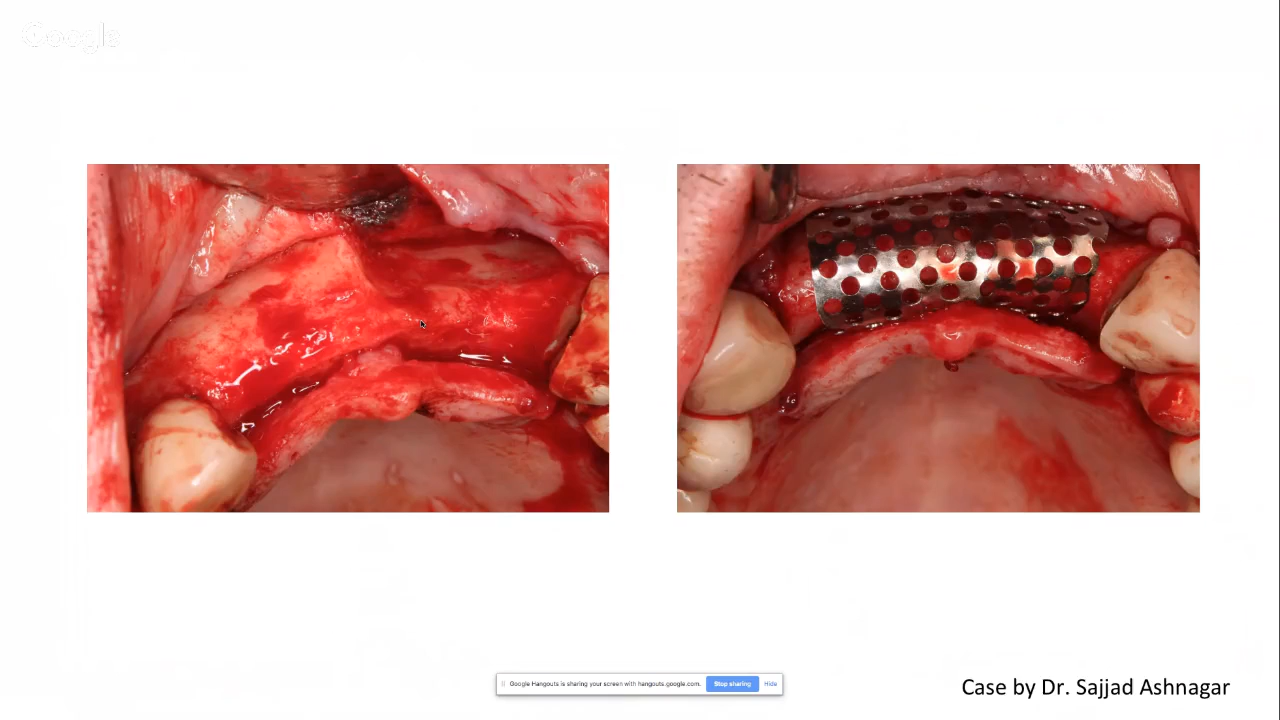 Google
Google Hangouts is sharing your screen with hangouts.google.com. Stop sharing Hide
Case by Dr. Sajjad Ashnagar